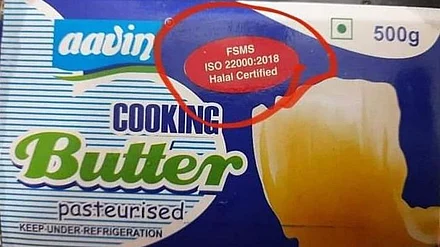 aavin
FSMS
ISO 22000:2018
Halal Certified
500g
COOKING
Butter
pasteurised
KEEP-UNDER-REFRIGERATION